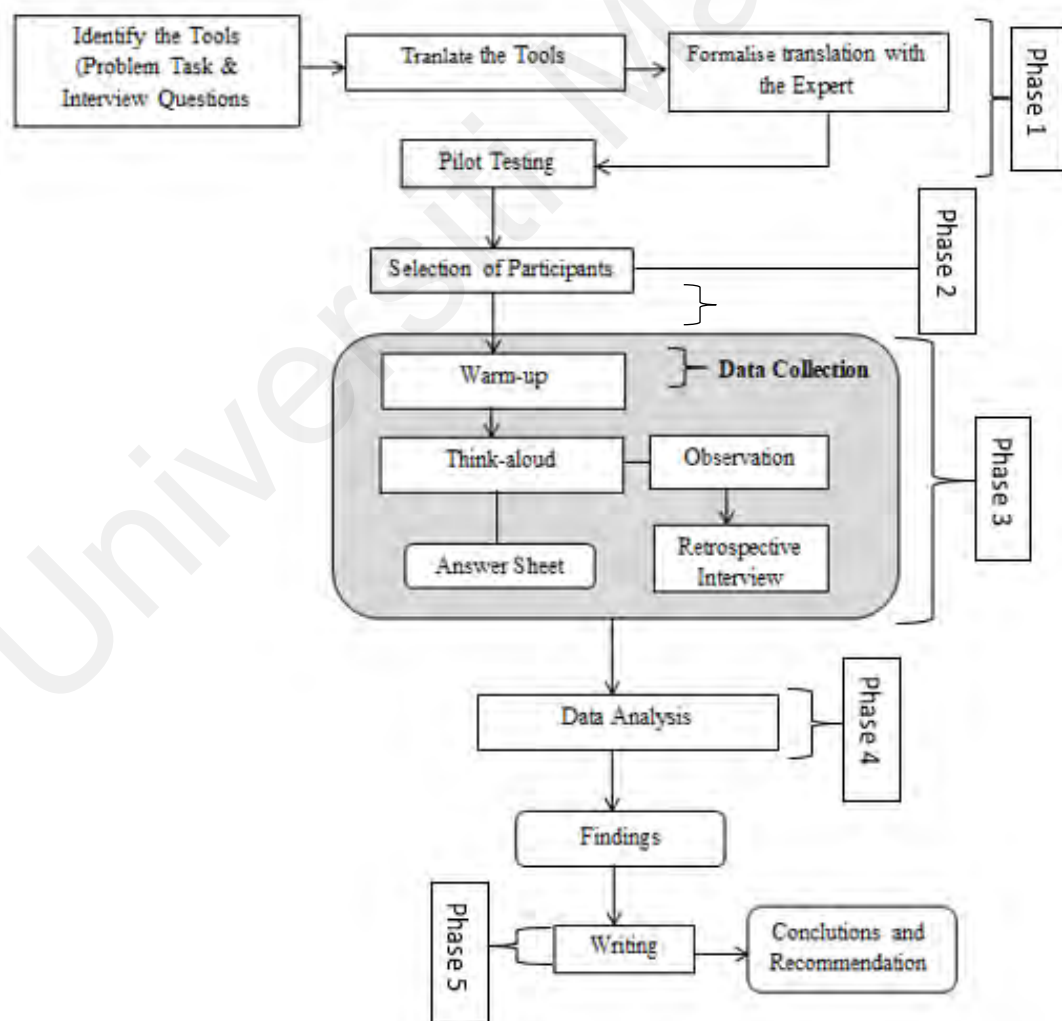 Identify the Tools
(Problem Task &
Interview Questions
Tranlate the Tools
Formalise translation with
the Expert
Phase 1
Pilot Testing
Selection of Participants
Phase 2
Warm-up
Data Collection
Think-aloud
Observation
Phase 3
Answer Sheet
Retrospective
Interview
Data Analysis
Phase 4
Findings
Phase 5
Writing
Conclutions and
Recommendation
Universiti Ma